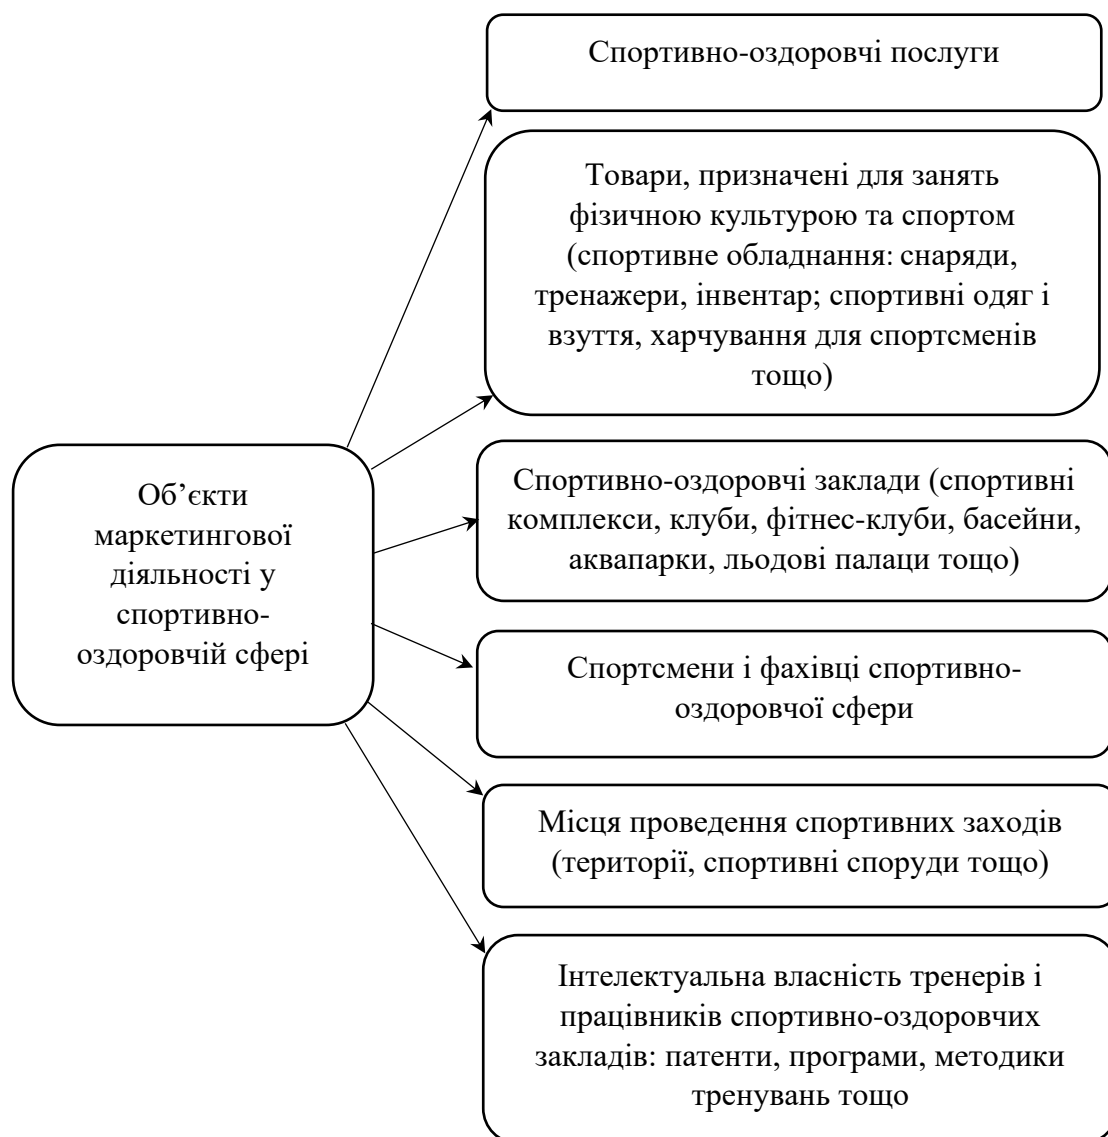 Спортивно-оздоровчі послуги
Товари, призначені для занять
фізичною культурою та спортом
(спортивне обладнання: снаряди,
тренажери, інвентар; спортивні одяг і
взуття, харчування для спортсменів
тощо)
Об’єкти
маркетингової
діяльності у
спортивно-
оздоровчій сфері
Спортивно-оздоровчі заклади (спортивні
комплекси, клуби, фітнес-клуби, басейни,
аквапарки, льодові палаци тощо)
Спортсмени і фахівці спортивно-
оздоровчої сфери
Місця проведення спортивних заходів
(території, спортивні споруди тощо)
Інтелектуальна власність тренерів і
працівників спортивно-оздоровчих
закладів: патенти, програми, методики
тренувань тощо